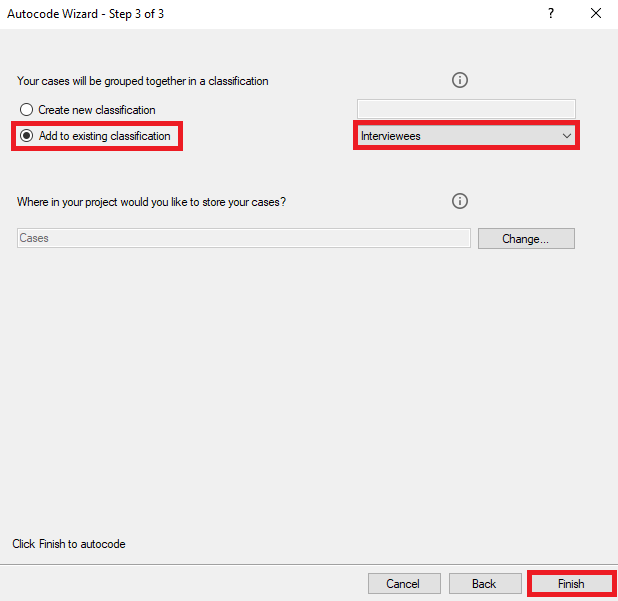 Autocode Wizard - Step 3 of 3
?
Your cases will be grouped together in a classification
Create new classification
Add to existing classification
Interviewees
Where in your project would you like to store your cases?
Cases
Change...
Click Finish to autocode
Cancel
Back
Finish